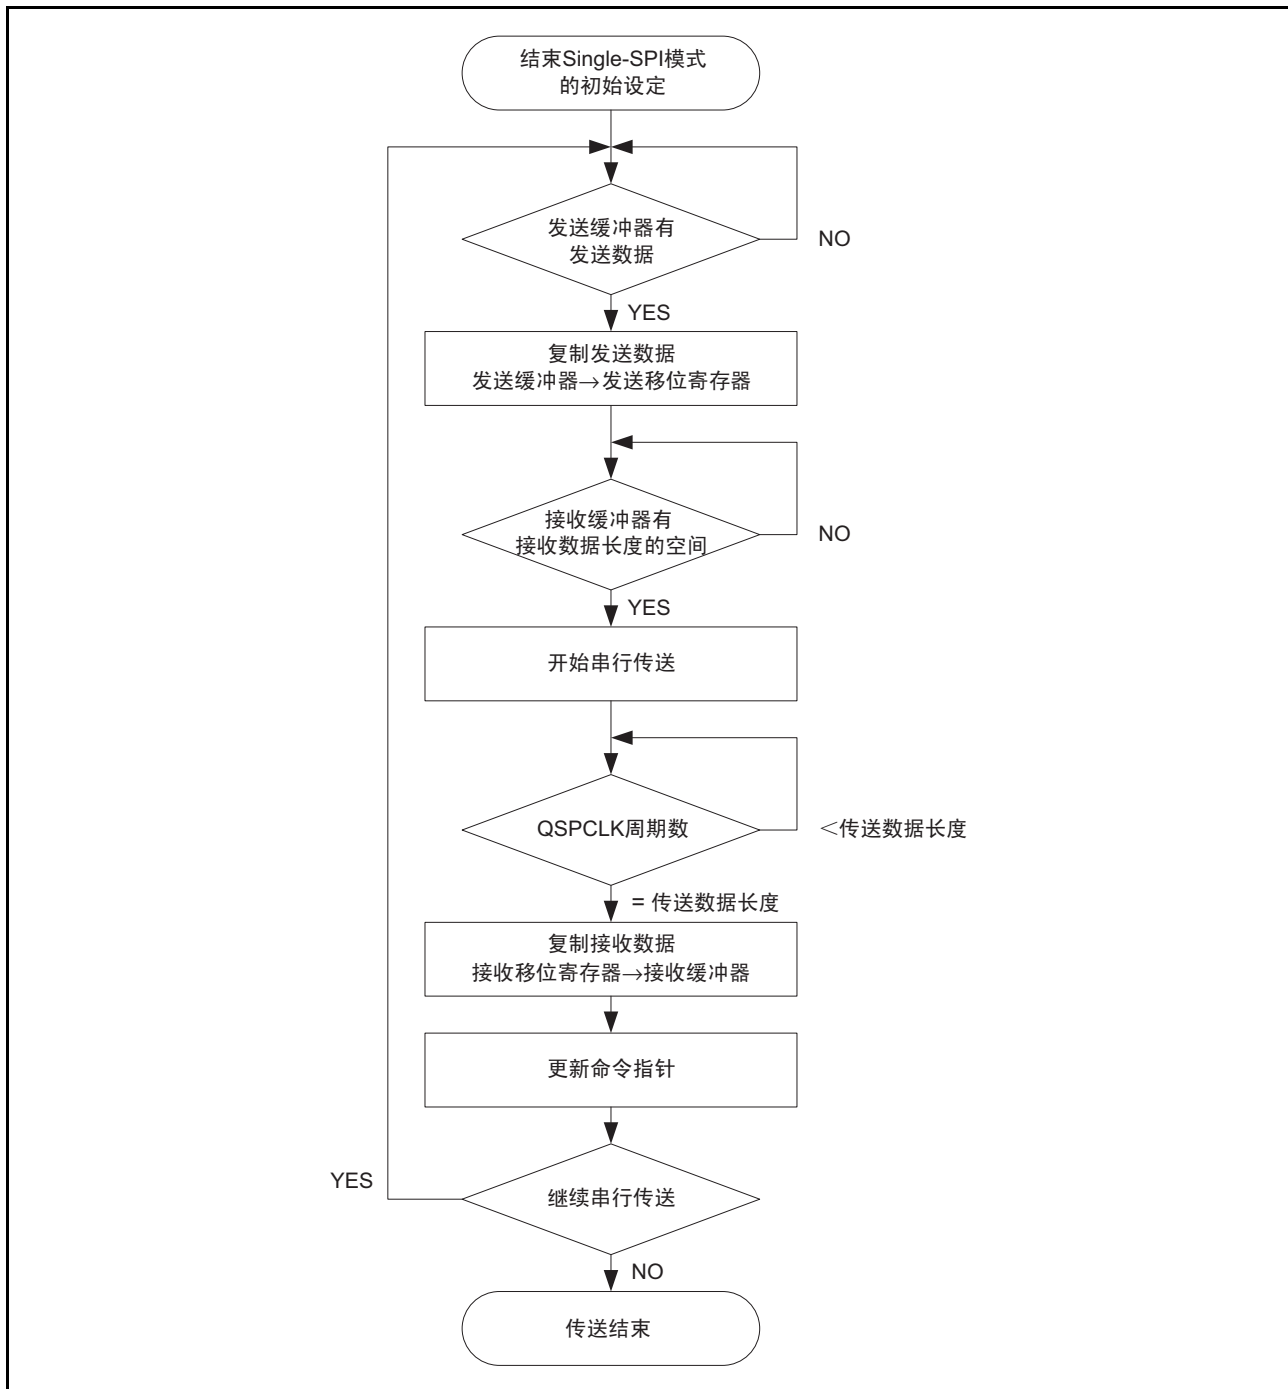 结束Single-SPI模式
的初始设定
发送缓冲器有
发送数据
NO
YES
复制发送数据
发送缓冲器→发送移位寄存器
接收缓冲器有
接收数据长度的空间
NO
YES
开始串行传送
QSPCLK周期数
＜传送数据长度
= 传送数据长度
复制接收数据
接收移位寄存器→接收缓冲器
更新命令指针
YES
继续串行传送
NO
传送结束